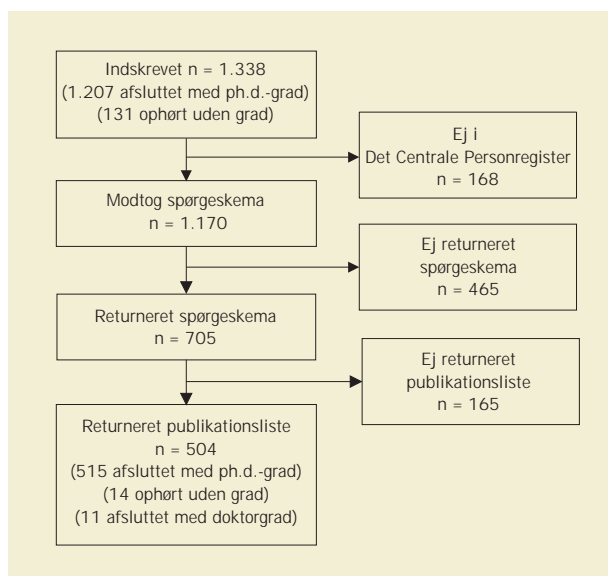 Indskrevet n = 1.338
(1.207 afsluttet med ph.d.-grad)
(131 ophørt uden grad)
Ej i
Det Centrale Personregister
n = 168
Modtog spørgeskema
n = 1.170
Ej returneret
spørgeskema
n = 465
Returneret spørgeskema
n = 705
Ej returneret
publikationsliste
n = 165
Returneret publikationsliste
n = 504
(515 afsluttet med ph.d.-grad)
(14 ophørt uden grad)
(11 afsluttet med doktorgrad)